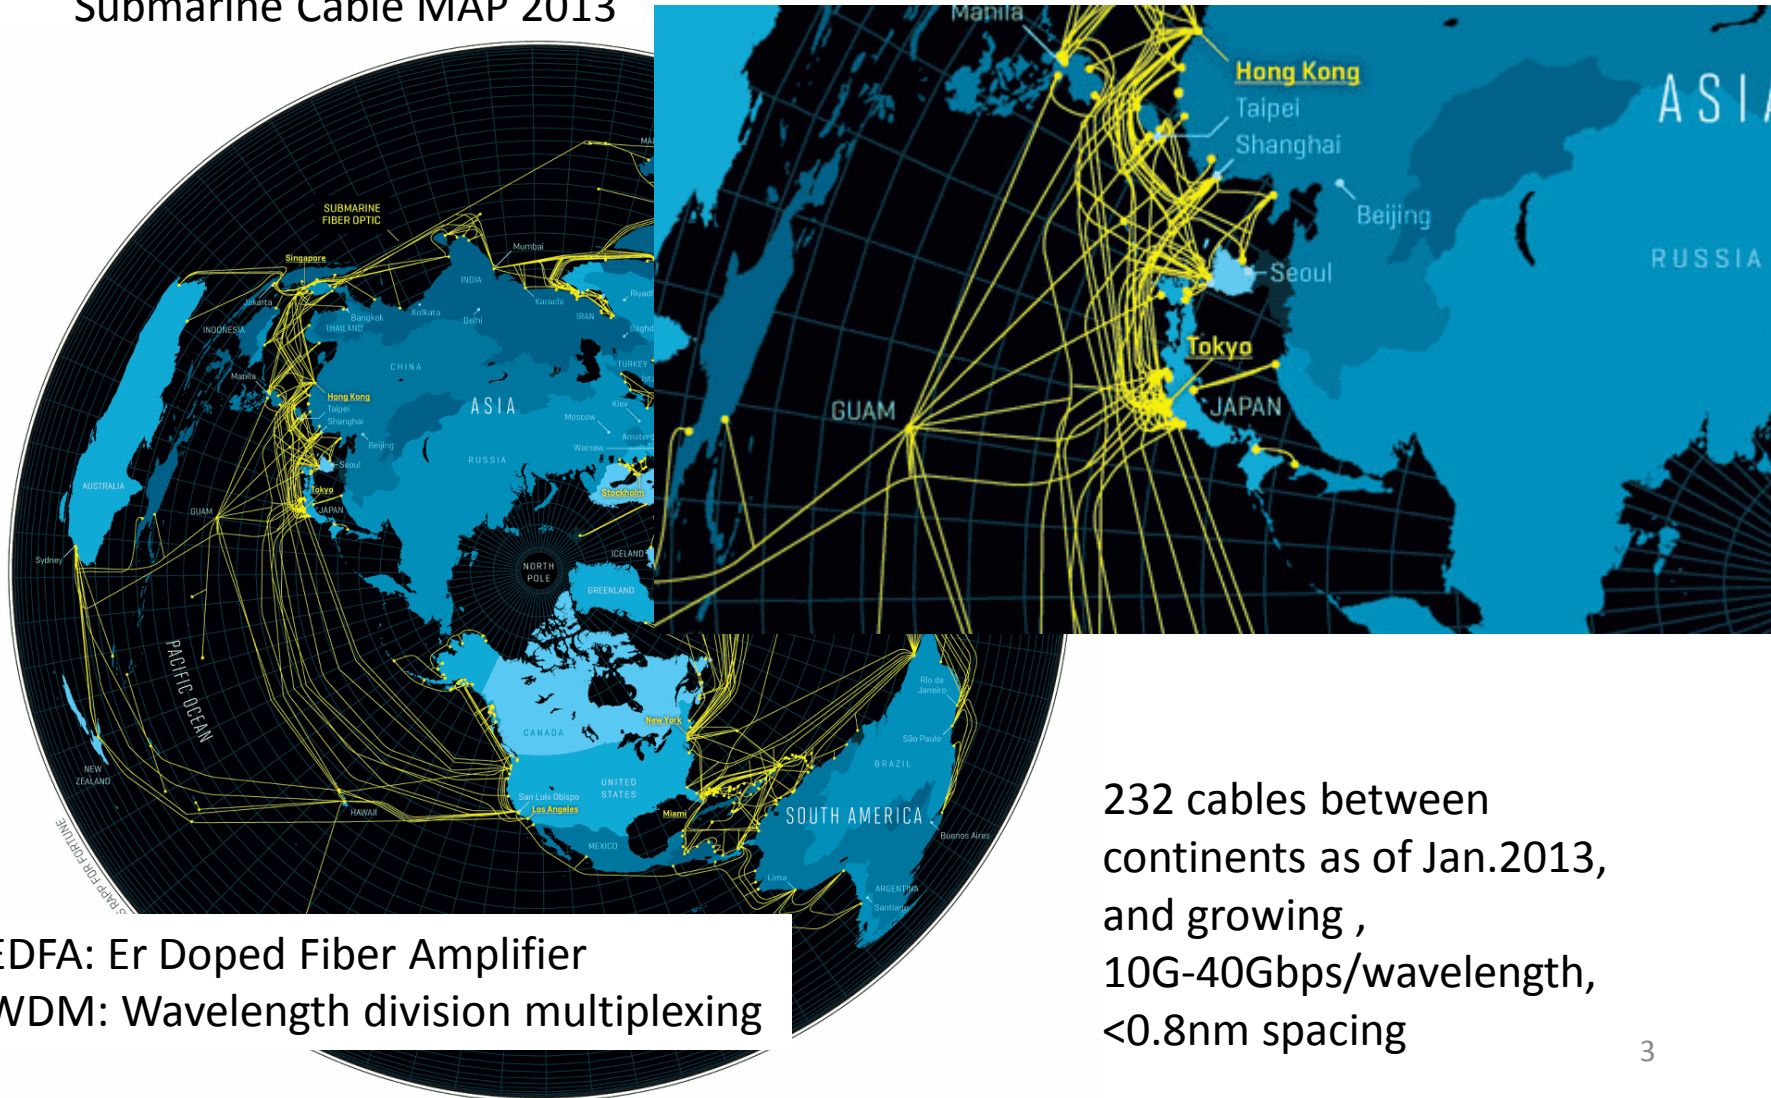 Submarine Cable MAP 2013
Manila
Hong Kong
Taipei
Shanghai
Beijing
Seoul
Tokyo
JAPAN
GUAM
ASIA
RUSSIA
SUBMARINE
FIBER OPTIC
Singapore
Mumbai
Jakarta
INDIA
Karachi
Riyadh
INDONESIA
Bangkok
THAILAND
Kolkata
Delhi
IRAN
TURKEY
CHINA
Manila
Hong Kong
Taipei
Shanghai
ASIA
Moscow
Kiev
Beijing
Warsaw
RUSSIA
Seoul
Stockholm
AUSTRALIA
Tokyo
JAPAN
GUAM
Sydney
ICELAND
NORTH
POLE
GREENLAND
PACIFIC OCEAN
Rio de
Janeiro
New York
CANADA
São Paulo
BRAZIL
NEW
ZEALAND
UNITED
STATES
San Luis Obispo
Los Angeles
HAWAII
Miami
SOUTH AMERICA
Buenos Aires
MEXICO
Lima
ARGENTINA
Santiago
RAPP FOR FORTUNE
EDFA: Er Doped Fiber Amplifier
WDM: Wavelength division multiplexing
232 cables between
continents as of Jan.2013,
and growing ,
10G-40Gbps/wavelength,
<0.8nm spacing
3